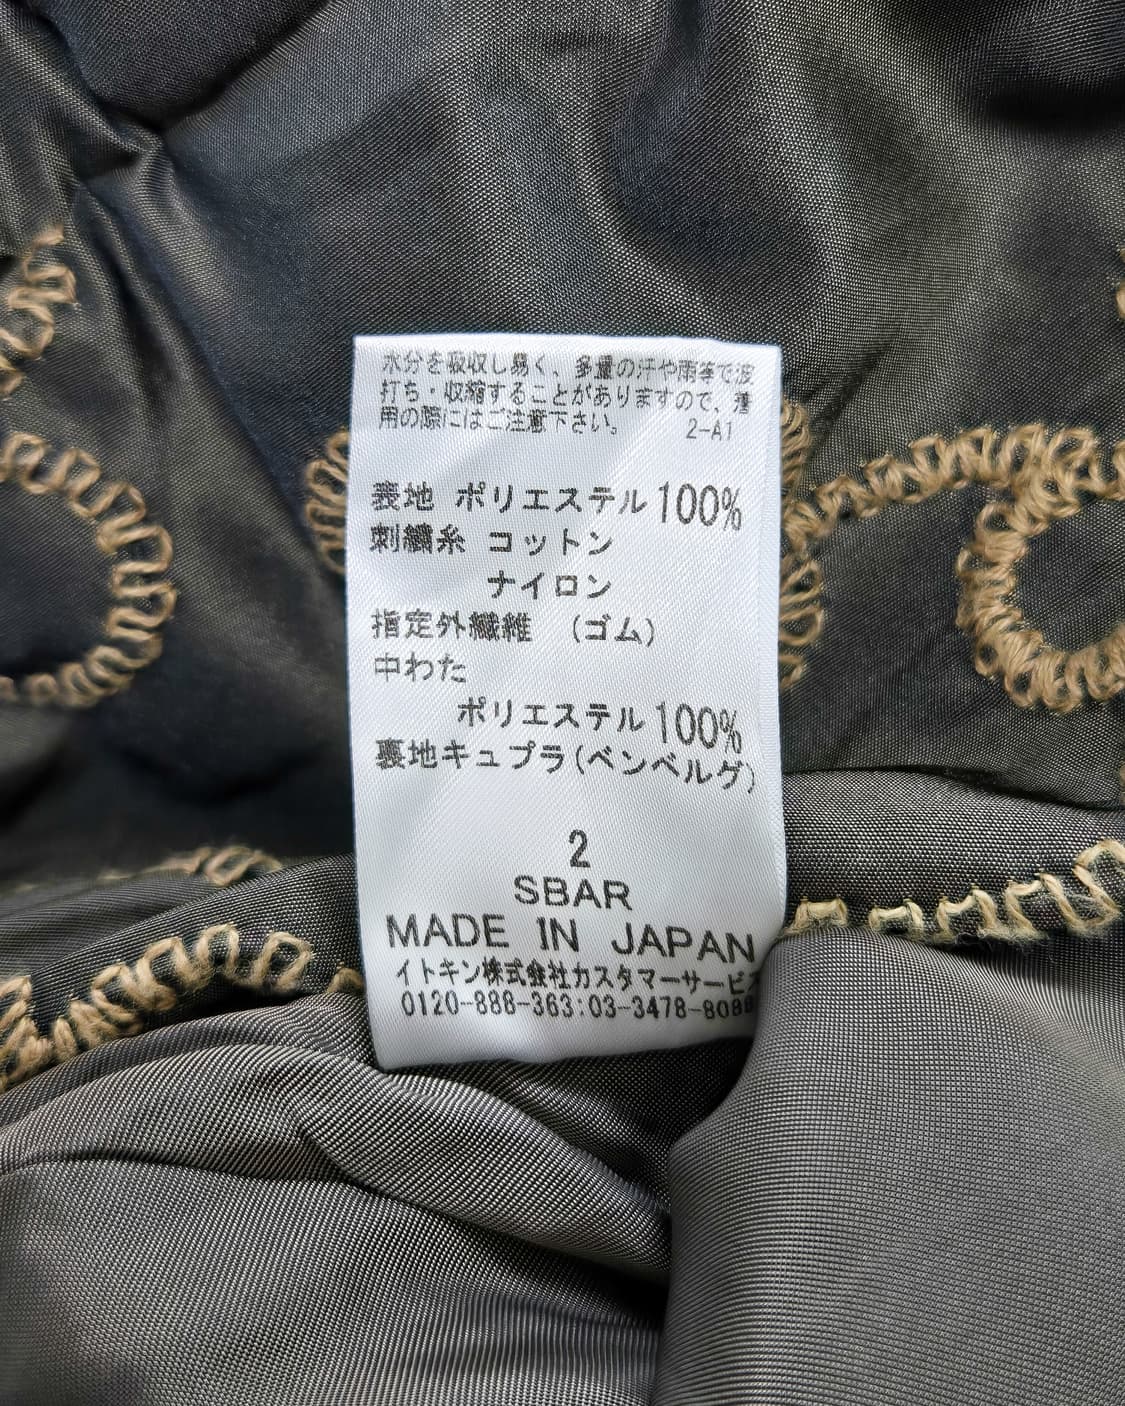 水分を吸収し易く、多量の汗や雨等で波
打ち・収縮することがありますので、着
用の際にはご注意下さい。 2-A1
表地 ポリエステル100%
刺繍糸 コットン
ナイロン
指定外繊維 (ゴム)
中わた
ポリエステル100%
裏地キュプラ(ベンベルグ)
2
SBAR
MADE IN JAPAN
イトキン株式会社カスタマーサービス
0120-888-363:03-3478-8088